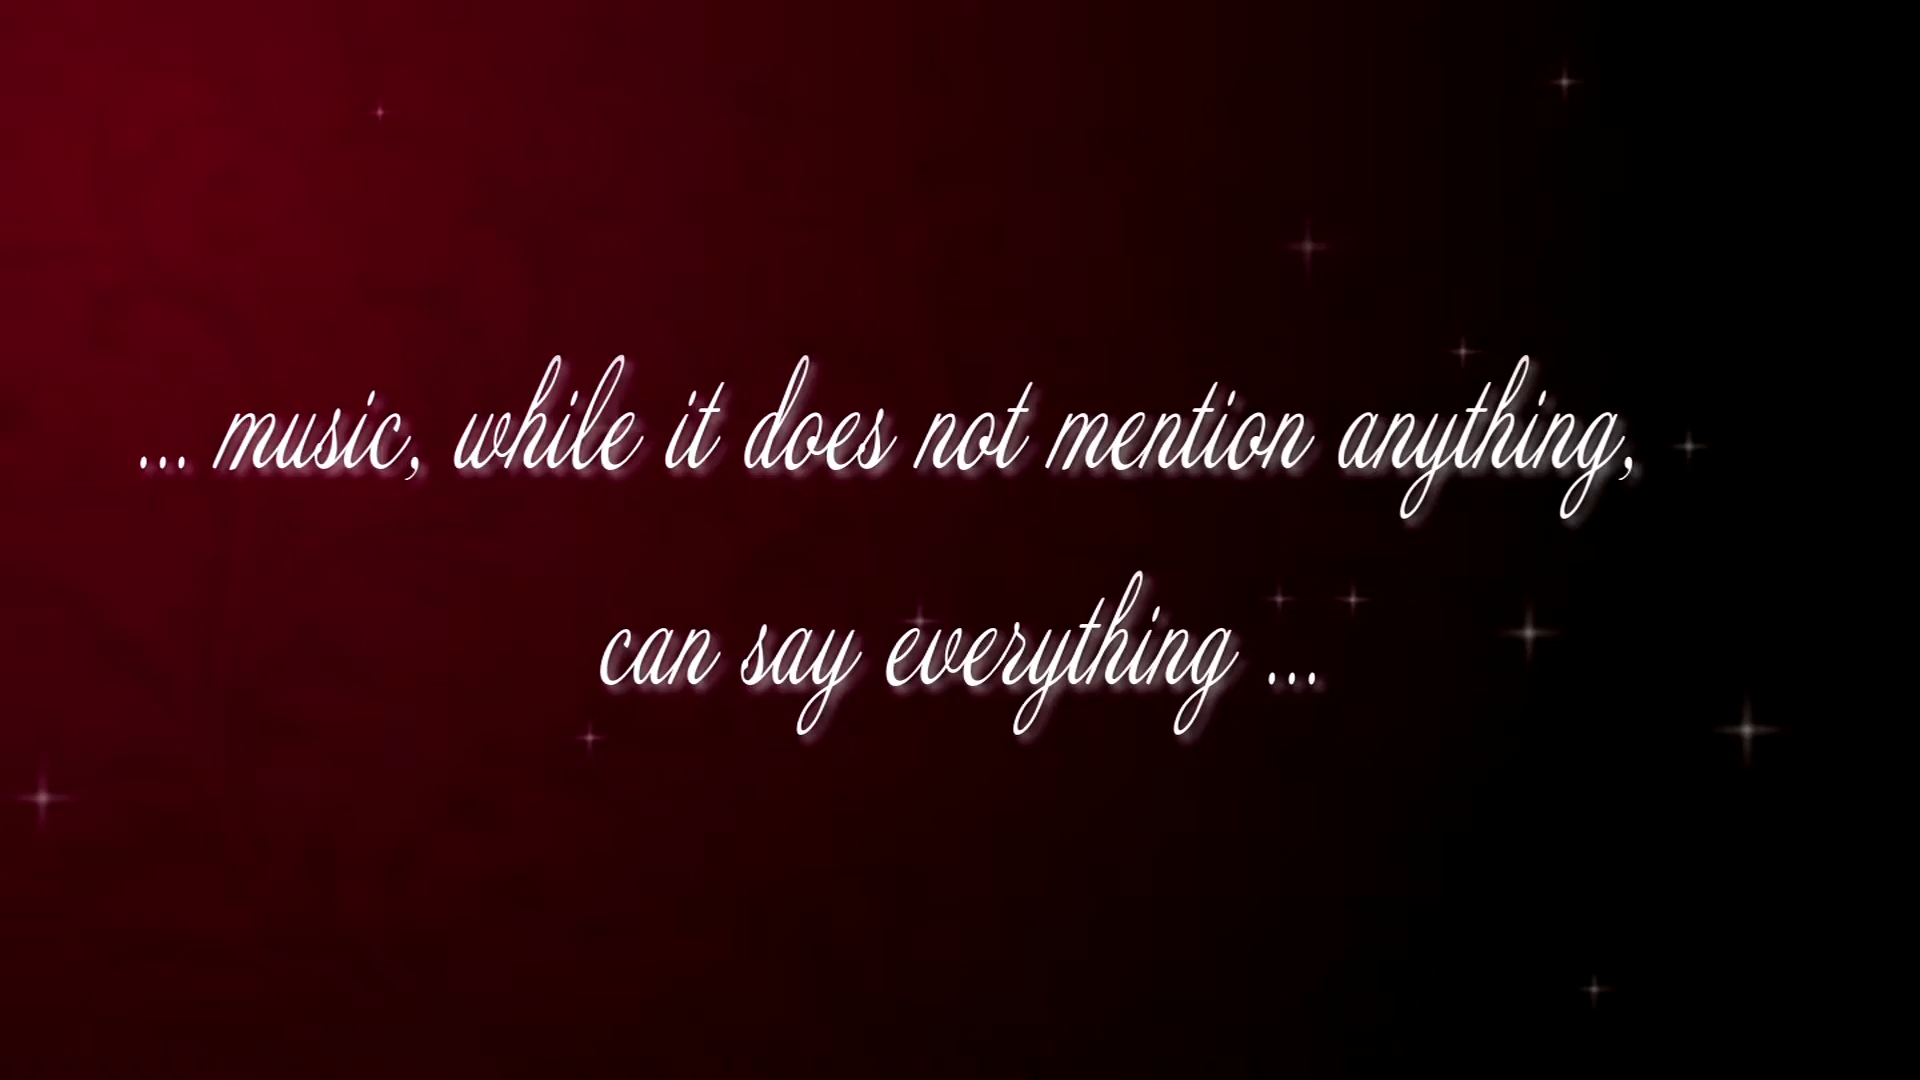 ... music, while it does not mention anything,
can say everything ...